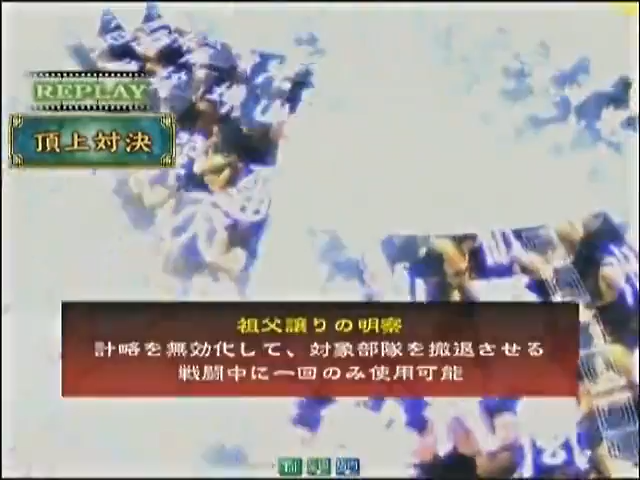 REPLAY
頂上対決
祖父譲りの明察
計略を無効化して、対象部隊を撤退させる
戦闘中に一回のみ使用可能